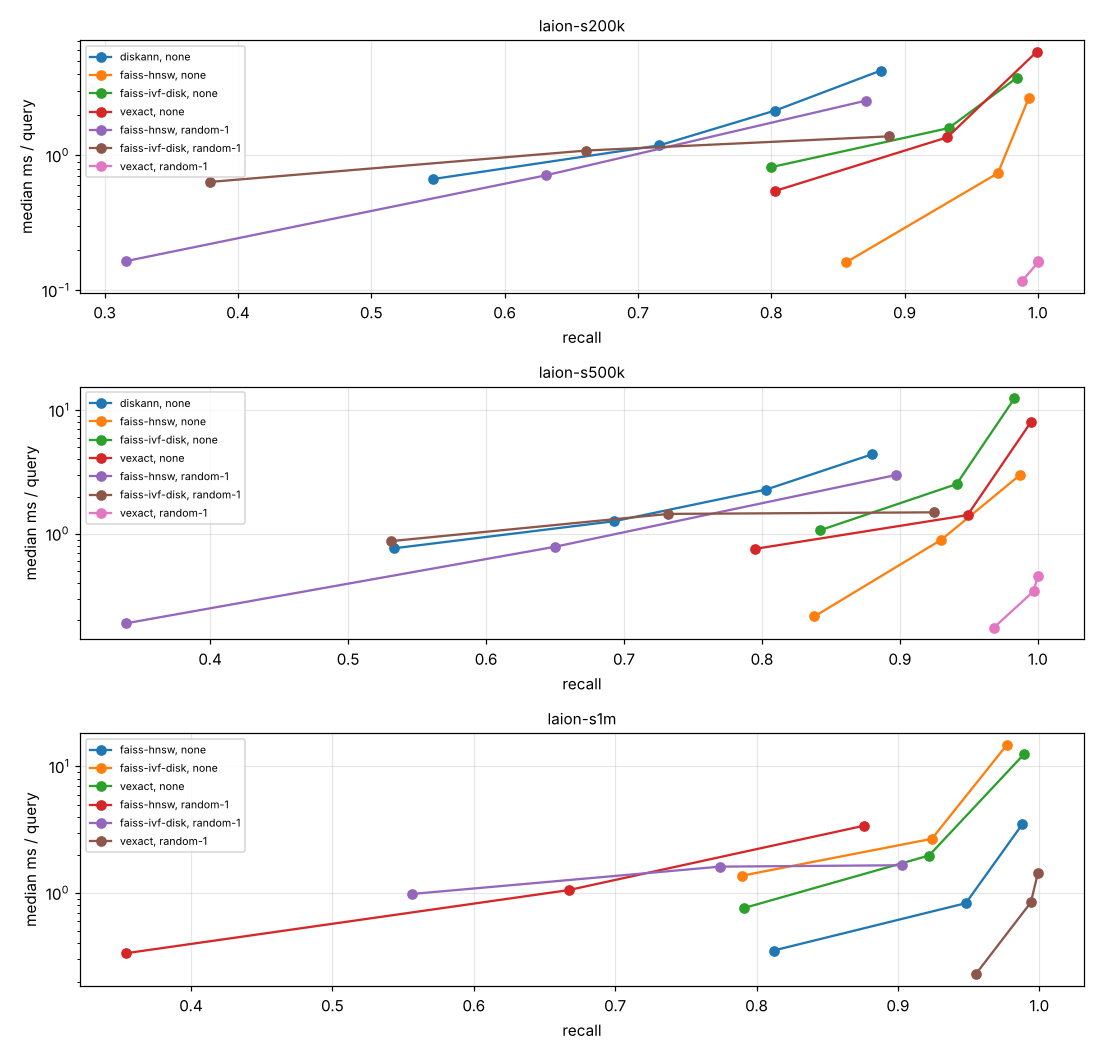 laion-s200k
diskann, none
faiss-hnsw, none
faiss-ivf-disk, none
vexact, none
faiss-hnsw, random-1
faiss-ivf-disk, random-1
vexact, random-1
median ms / query
10⁰
10⁻¹
0.3 0.4 0.5 0.6 0.7 0.8 0.9 1.0
recall
laion-s500k
diskann, none
faiss-hnsw, none
faiss-ivf-disk, none
vexact, none
faiss-hnsw, random-1
faiss-ivf-disk, random-1
vexact, random-1
median ms / query
10¹
10⁰
0.4 0.5 0.6 0.7 0.8 0.9 1.0
recall
laion-s1m
faiss-hnsw, none
faiss-ivf-disk, none
vexact, none
faiss-hnsw, random-1
faiss-ivf-disk, random-1
vexact, random-1
median ms / query
10¹
10⁰
0.4 0.5 0.6 0.7 0.8 0.9 1.0
recall